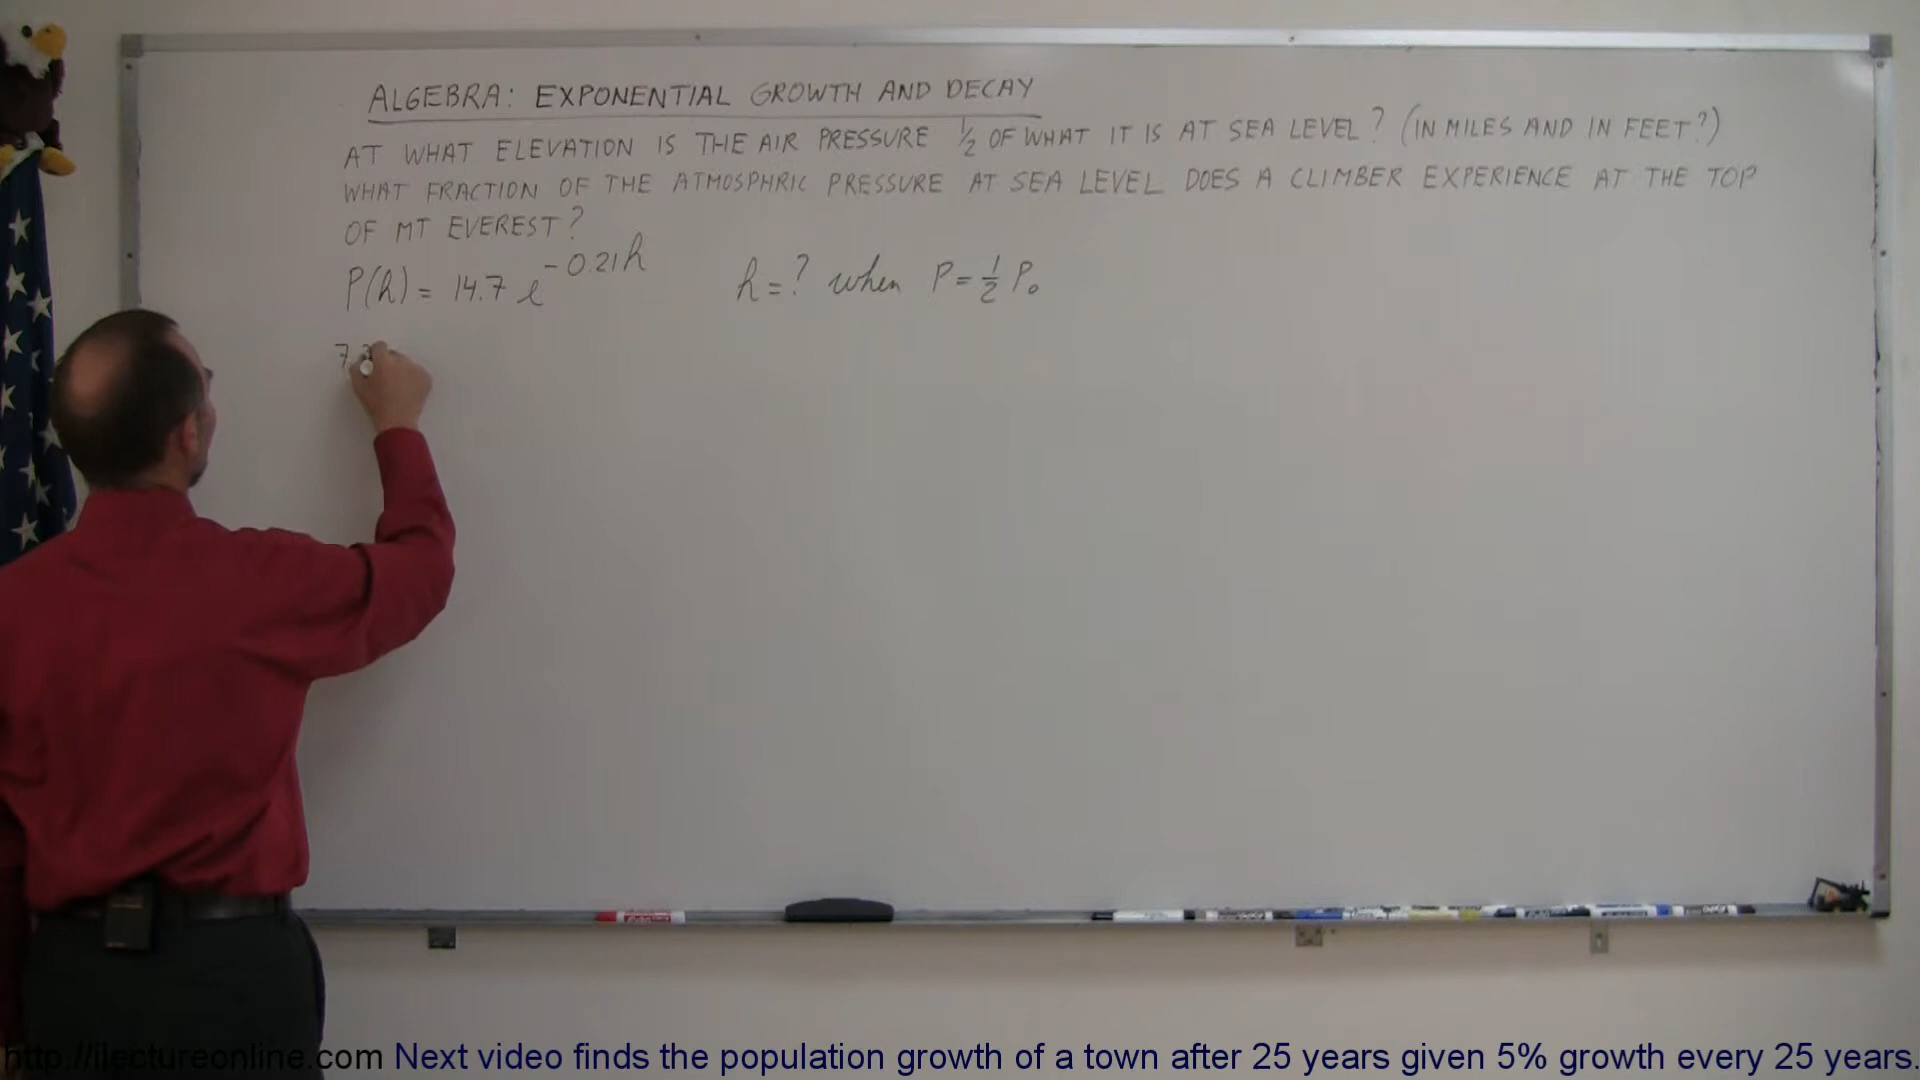 ALGEBRA: EXPONENTIAL GROWTH AND DECAY
AT WHAT ELEVATION IS THE AIR PRESSURE 1/2 OF WHAT IT IS AT SEA LEVEL? (IN MILES AND IN FEET?)
WHAT FRACTION OF THE ATMOSPHRIC PRESSURE AT SEA LEVEL DOES A CLIMBER EXPERIENCE AT THE TOP
OF MT EVEREST?
P(h) = 14.7 e^-0.21h h=? when P = 1/2 P₀
7.3
http://ilectureonline.com Next video finds the population growth of a town after 25 years given 5% growth every 25 years.